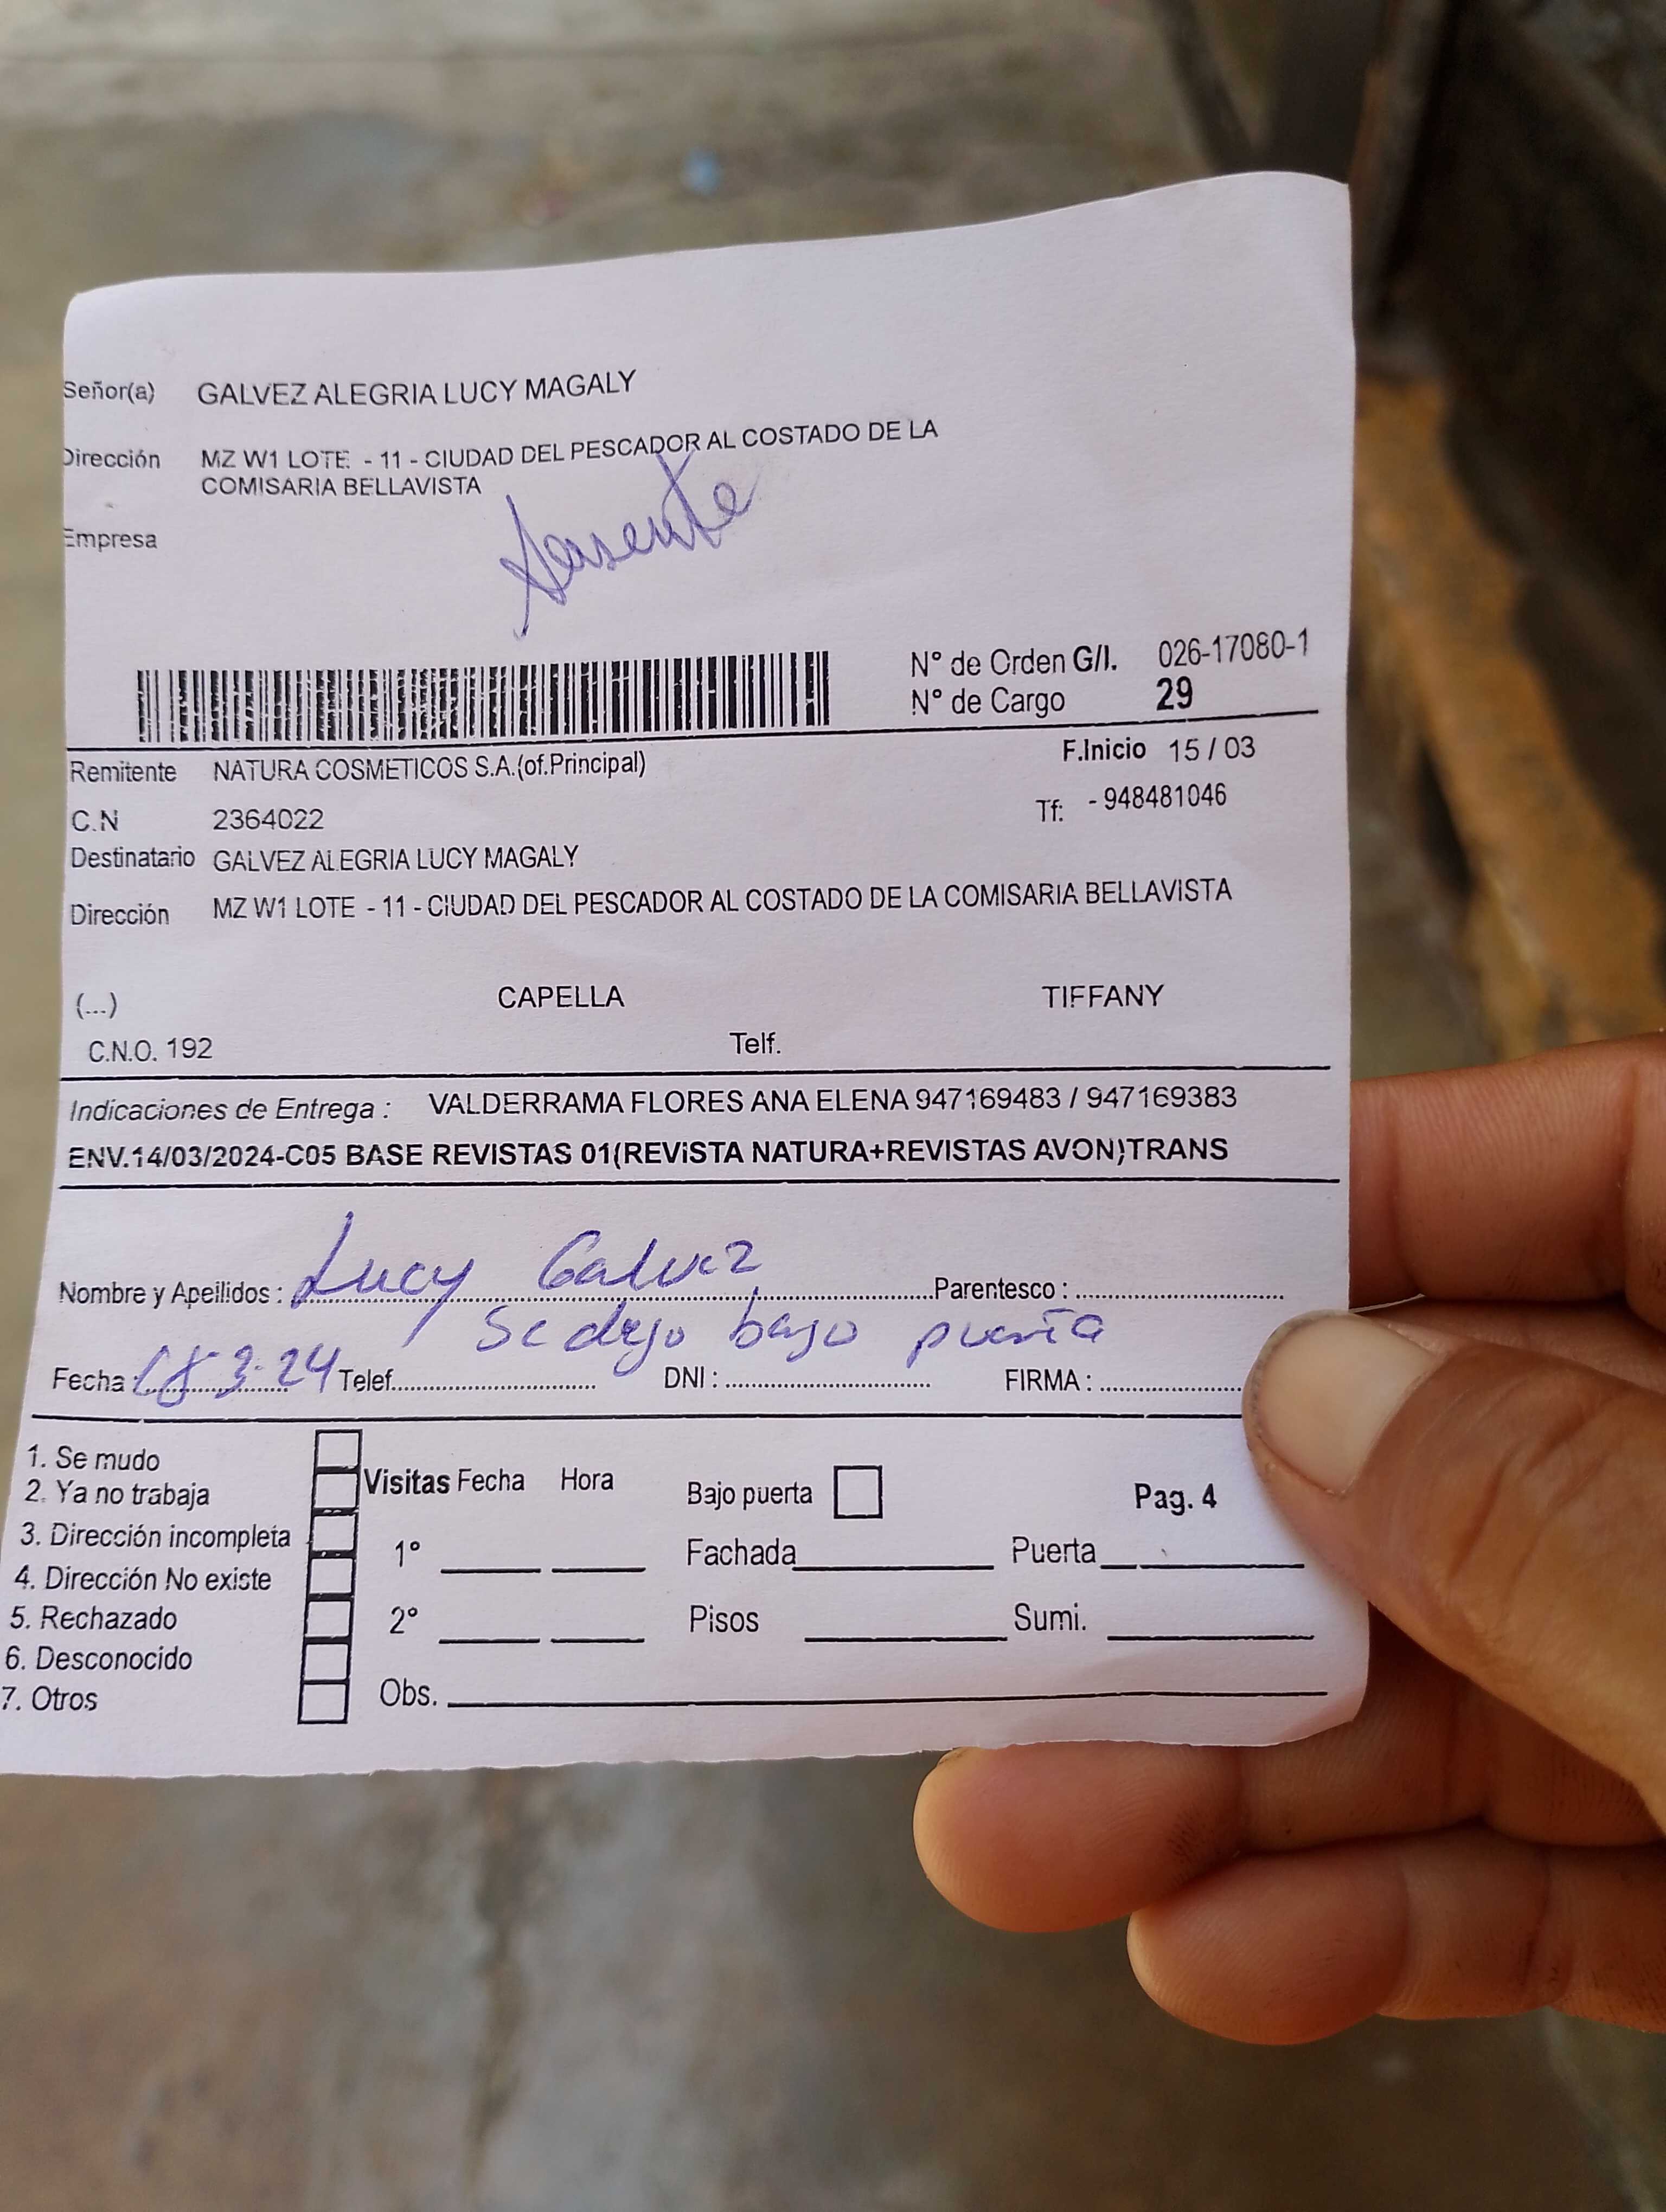 Señor(a) GALVEZ ALEGRIA LUCY MAGALY
Dirección MZ W1 LOTE - 11 - CIUDAD DEL PESCADOR AL COSTADO DE LA
COMISARIA BELLAVISTA
Empresa
Ausente
N° de Orden G/I. 026-17080-1
N° de Cargo 29
Remitente NATURA COSMETICOS S.A.(of.Principal) F.Inicio 15 / 03
C.N 2364022 Tf: - 948481046
Destinatario GALVEZ ALEGRIA LUCY MAGALY
Dirección MZ W1 LOTE - 11 - CIUDAD DEL PESCADOR AL COSTADO DE LA COMISARIA BELLAVISTA
(...) CAPELLA TIFFANY
C.N.O. 192 Telf.
Indicaciones de Entrega : VALDERRAMA FLORES ANA ELENA 947169483 / 947169383
ENV.14/03/2024-C05 BASE REVISTAS 01(REVISTA NATURA+REVISTAS AVON)TRANS
Nombre y Apellidos : Lucy Galvez Parentesco :
Se dejo bajo puerta
Fecha : 18-3-24 Telef. DNI : FIRMA :
1. Se mudo
2. Ya no trabaja
3. Dirección incompleta
4. Dirección No existe
5. Rechazado
6. Desconocido
7. Otros
Visitas Fecha Hora Bajo puerta Pag. 4
1° Fachada Puerta
2° Pisos Sumi.
Obs.